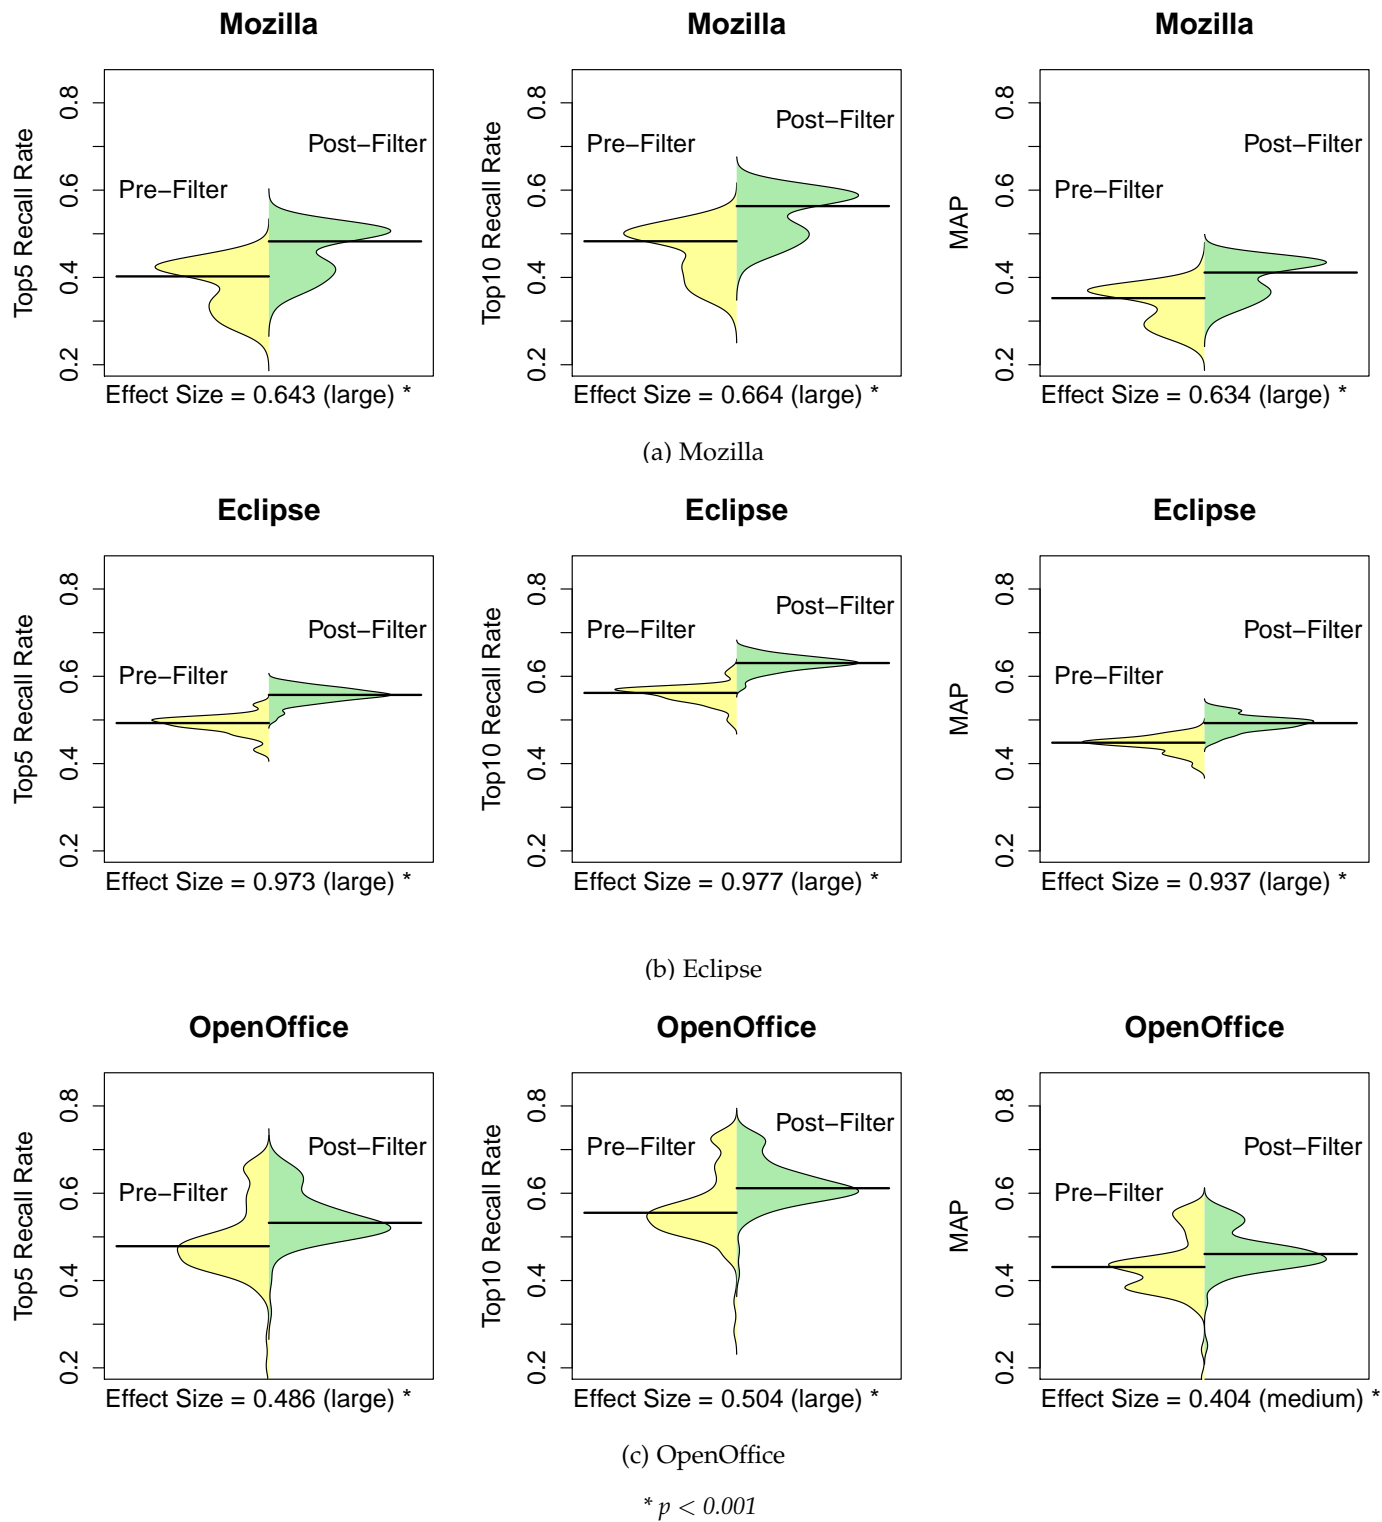 Mozilla Mozilla Mozilla
Top5 Recall Rate
0.2 0.4 0.6 0.8
Pre−Filter
Post−Filter
Effect Size = 0.643 (large) *
Top10 Recall Rate
0.2 0.4 0.6 0.8
Pre−Filter
Post−Filter
Effect Size = 0.664 (large) *
MAP
0.2 0.4 0.6 0.8
Pre−Filter
Post−Filter
Effect Size = 0.634 (large) *
(a) Mozilla
Eclipse Eclipse Eclipse
Top5 Recall Rate
0.2 0.4 0.6 0.8
Pre−Filter
Post−Filter
Effect Size = 0.973 (large) *
Top10 Recall Rate
0.2 0.4 0.6 0.8
Pre−Filter
Post−Filter
Effect Size = 0.977 (large) *
MAP
0.2 0.4 0.6 0.8
Pre−Filter
Post−Filter
Effect Size = 0.937 (large) *
(b) Eclipse
OpenOffice OpenOffice OpenOffice
Top5 Recall Rate
0.2 0.4 0.6 0.8
Pre−Filter
Post−Filter
Effect Size = 0.486 (large) *
Top10 Recall Rate
0.2 0.4 0.6 0.8
Pre−Filter
Post−Filter
Effect Size = 0.504 (large) *
MAP
0.2 0.4 0.6 0.8
Pre−Filter
Post−Filter
Effect Size = 0.404 (medium) *
(c) OpenOffice
* p < 0.001